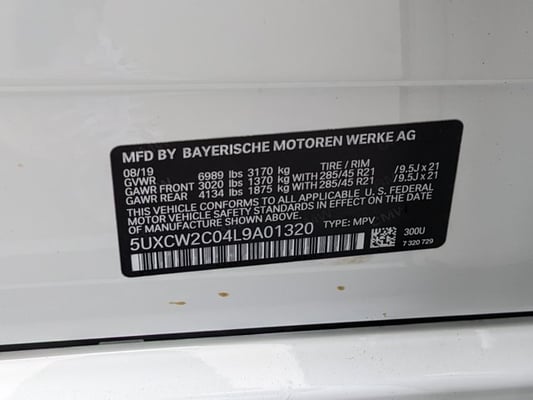 MFD BY BAYERISCHE MOTOREN WERKE AG
08/19 TIRE / RIM
GVWR 6989 lbs 3170 kg
GAWR FRONT 3020 lbs 1370 kg WITH 285/45 R21 / 9.5J x 21
GAWR REAR 4134 lbs 1875 kg WITH 285/45 R21 / 9.5J x 21
THIS VEHICLE CONFORMS TO ALL APPLICABLE U.S. FEDERAL
MOTOR VEHICLE SAFETY STANDARDS IN EFFECT
ON THE DATE OF MANUFACTURE SHOWN ABOVE.
5UXCW2C04L9A01320 TYPE: MPV
300U
7 320 729